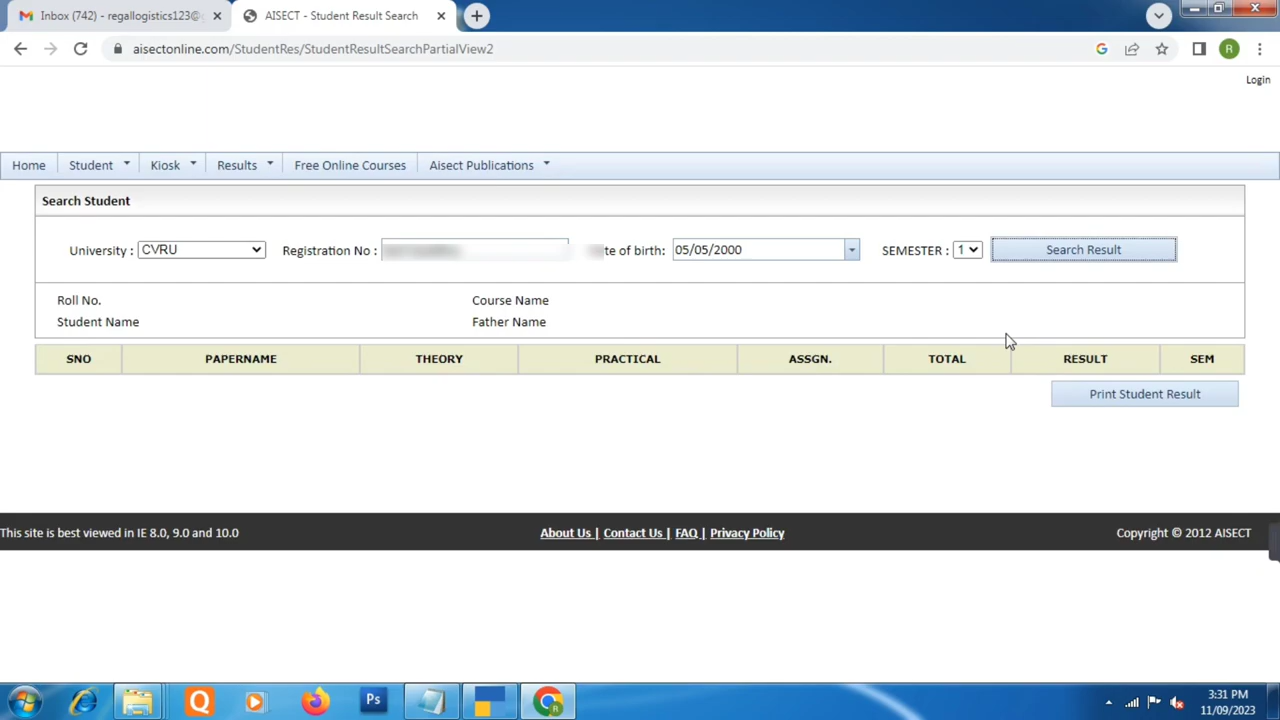 Inbox (742) - regallogistics123@
AISECT - Student Result Search
aisectonline.com/StudentRes/StudentResultSearchPartialView2
R
Login
Home Student Kiosk Results Free Online Courses Aisect Publications
Search Student
University : CVRU Registration No : te of birth: 05/05/2000 SEMESTER : 1 Search Result
Roll No. Course Name
Student Name Father Name
SNO PAPERNAME THEORY PRACTICAL ASSGN. TOTAL RESULT SEM
Print Student Result
This site is best viewed in IE 8.0, 9.0 and 10.0 About Us | Contact Us | FAQ | Privacy Policy Copyright © 2012 AISECT
Q Ps R 3:31 PM
11/09/2023